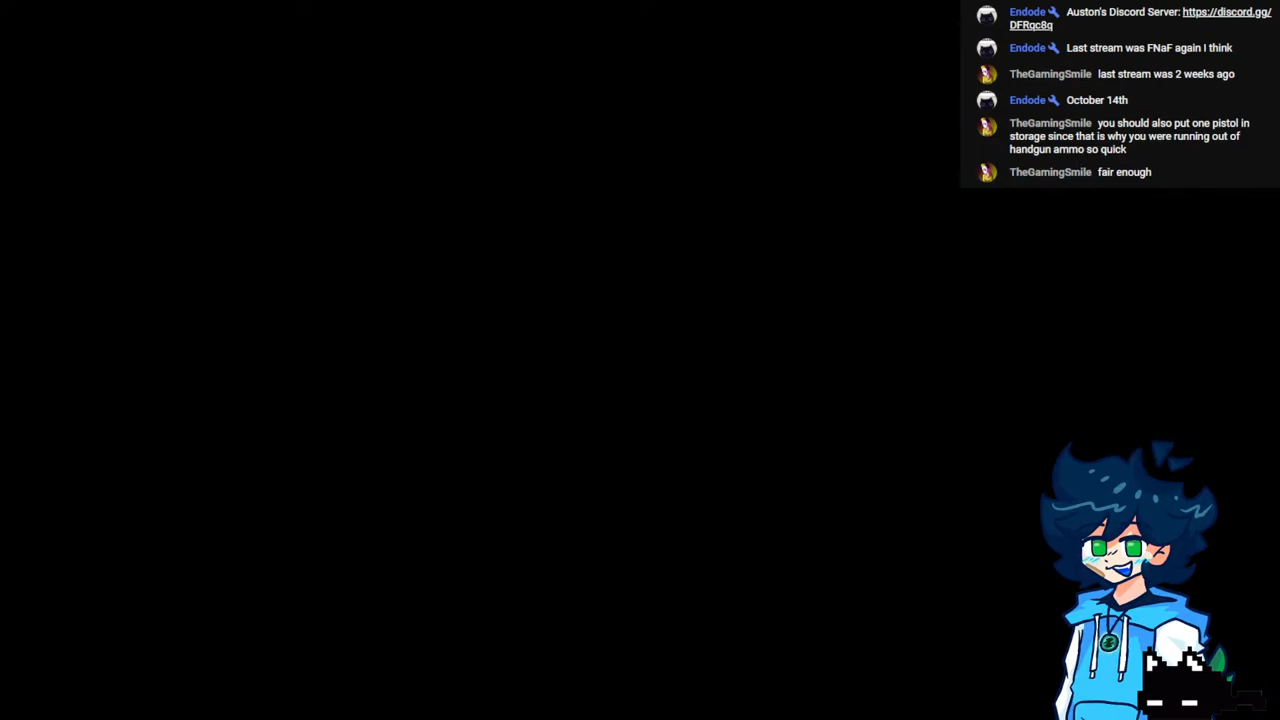 Endode Auston's Discord Server: https://discord.gg/
DFRqc8q
Endode Last stream was FNaF again I think
TheGamingSmile last stream was 2 weeks ago
Endode October 14th
TheGamingSmile you should also put one pistol in
storage since that is why you were running out of
handgun ammo so quick
TheGamingSmile fair enough